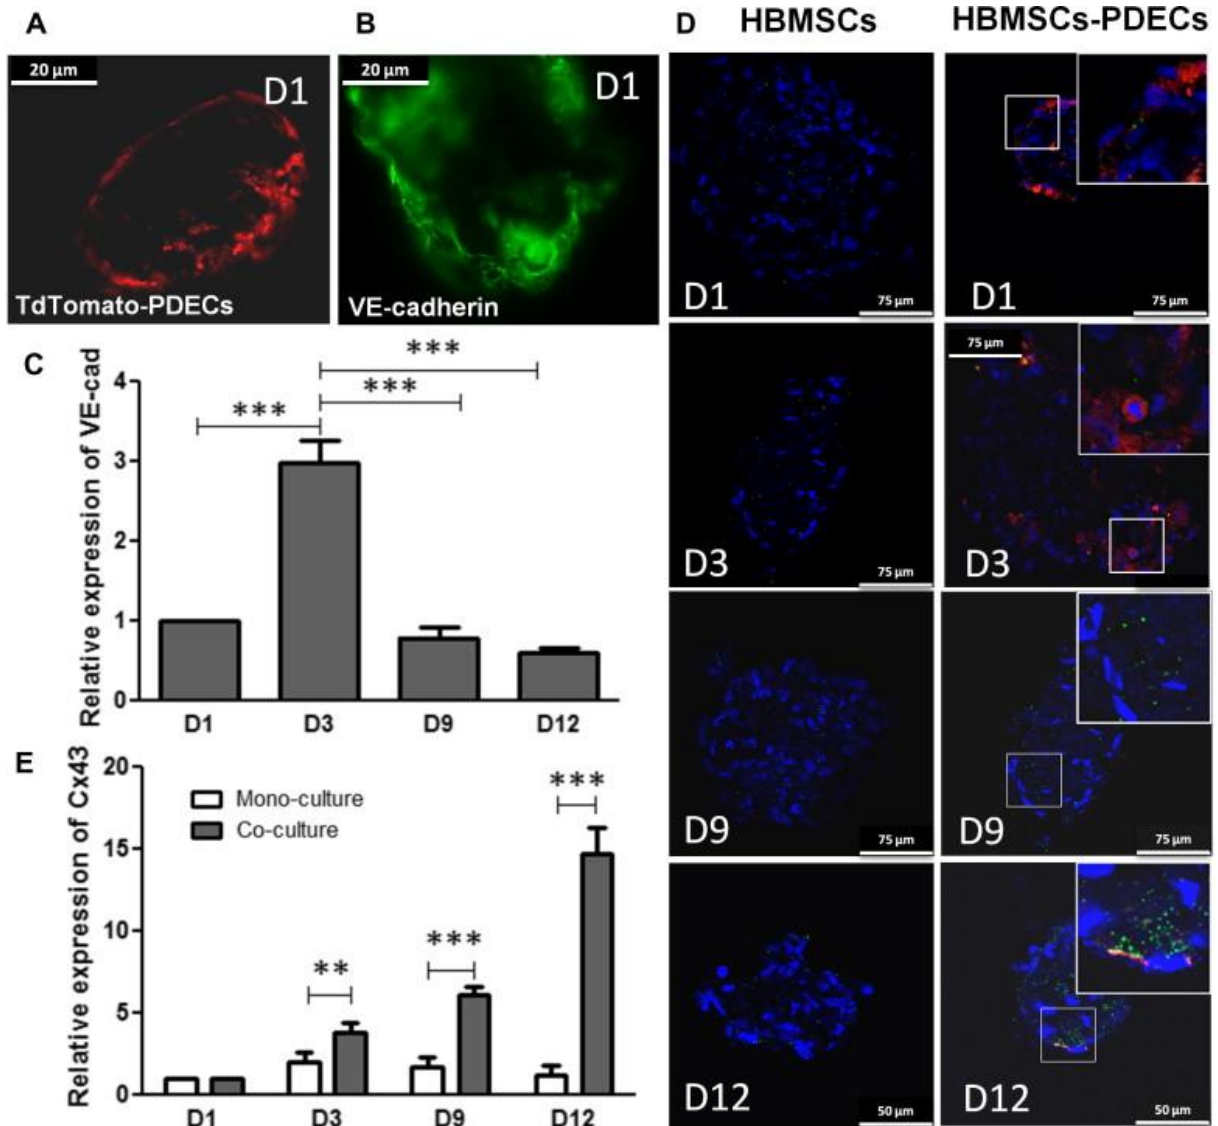 A
B
D
HBMSCs
HBMSCs-PDECs
20 µm
D1
TdTomato-PDECs
20 µm
D1
VE-cadherin
D1
75 µm
D1
75 µm
C
Relative expression of VE-cad
4
3
2
1
0
***
***
***
D1
D3
D9
D12
D3
75 µm
75 µm
D3
D9
75 µm
D9
75 µm
E
Relative expression of Cx43
20
15
10
5
0
Mono-culture
Co-culture
**
***
***
D1
D3
D9
D12
D12
50 µm
D12
50 µm